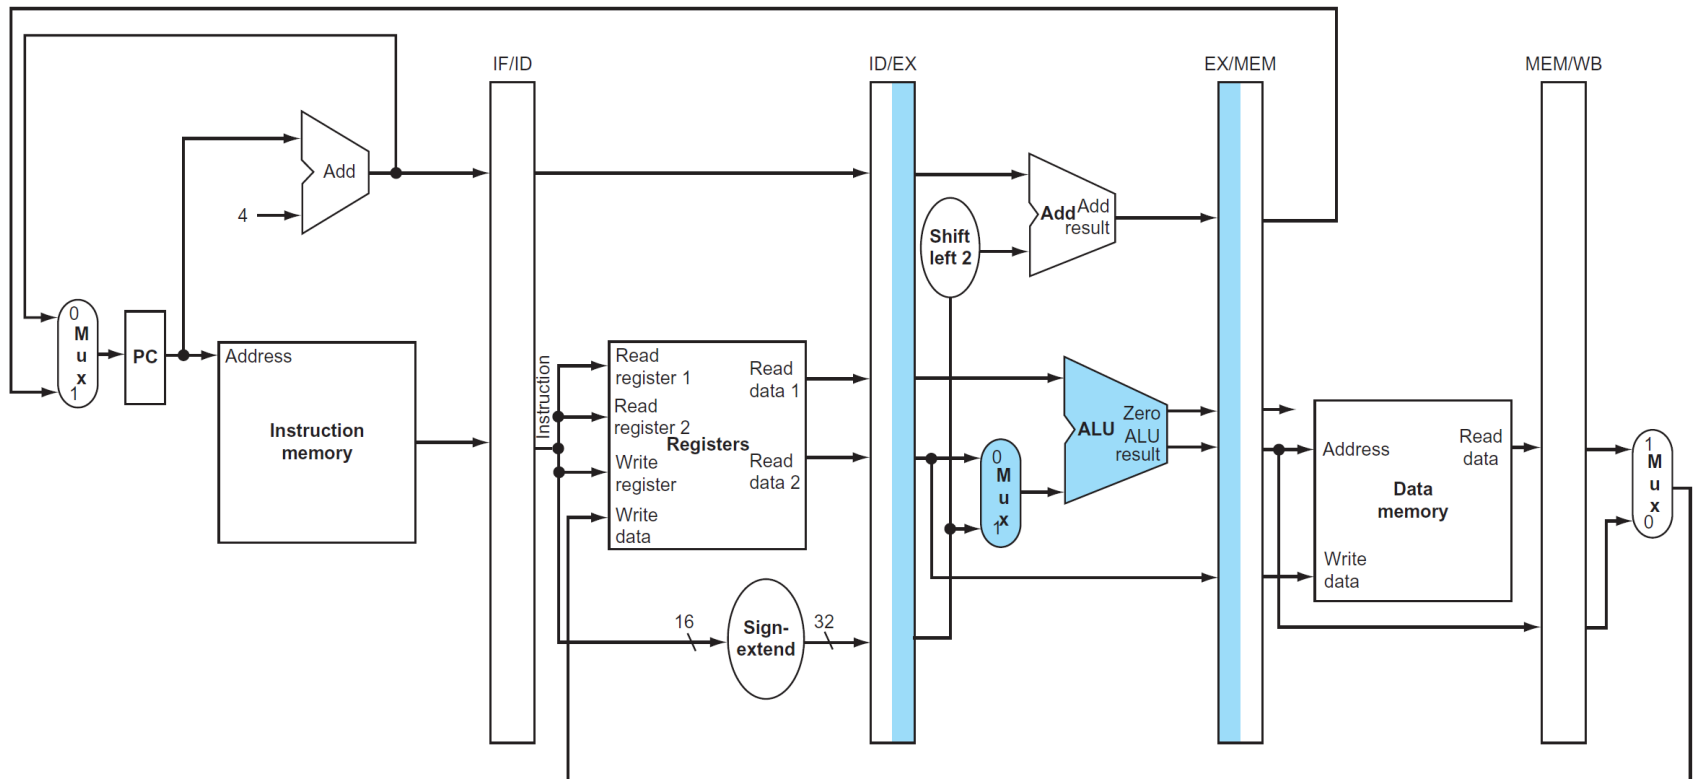 IF/ID
ID/EX
EX/MEM
MEM/WB
Add
4
Add Add
result
Shift
left 2
0
M
u
x
1
PC
Address
Instruction
memory
Instruction
Read
register 1
Read
register 2
Write
register
Write
data
Registers
Read
data 1
Read
data 2
16
Sign-
extend
32
0
M
u
x
1
Zero
ALU
ALU
result
Address
Read
data
Data
memory
Write
data
1
M
u
x
0